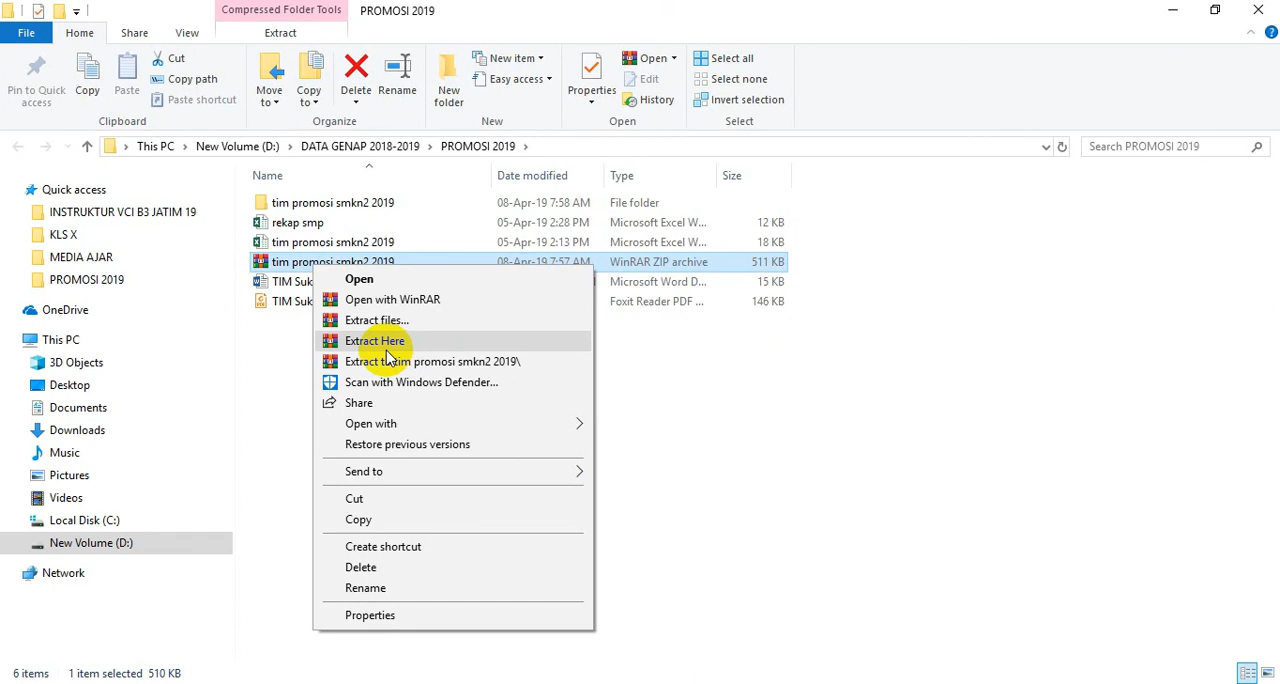 Compressed Folder Tools PROMOSI 2019
File Home Share View Extract
Pin to Quick access
Copy
Paste
Cut
Copy path
Paste shortcut
Clipboard
Move to
Copy to
Delete
Rename
Organize
New folder
New item
Easy access
New
Properties
Open
Edit
History
Open
Select all
Select none
Invert selection
Select
This PC New Volume (D:) DATA GENAP 2018-2019 PROMOSI 2019
Search PROMOSI 2019
Quick access
INSTRUKTUR VCI B3 JATIM 19
KLS X
MEDIA AJAR
PROMOSI 2019
OneDrive
This PC
3D Objects
Desktop
Documents
Downloads
Music
Pictures
Videos
Local Disk (C:)
New Volume (D:)
Network
Name Date modified Type Size
tim promosi smkn2 2019 08-Apr-19 7:58 AM File folder
rekap smp 05-Apr-19 2:28 PM Microsoft Excel W... 12 KB
tim promosi smkn2 2019 05-Apr-19 2:13 PM Microsoft Excel W... 18 KB
tim promosi smkn2 2019 08-Apr-19 7:57 AM WinRAR ZIP archive 511 KB
TIM Suk Microsoft Word D... 15 KB
TIM Suk Foxit Reader PDF ... 146 KB
Open
Open with WinRAR
Extract files...
Extract Here
Extract to tim promosi smkn2 2019\
Scan with Windows Defender...
Share
Open with
Restore previous versions
Send to
Cut
Copy
Create shortcut
Delete
Rename
Properties
6 items 1 item selected 510 KB